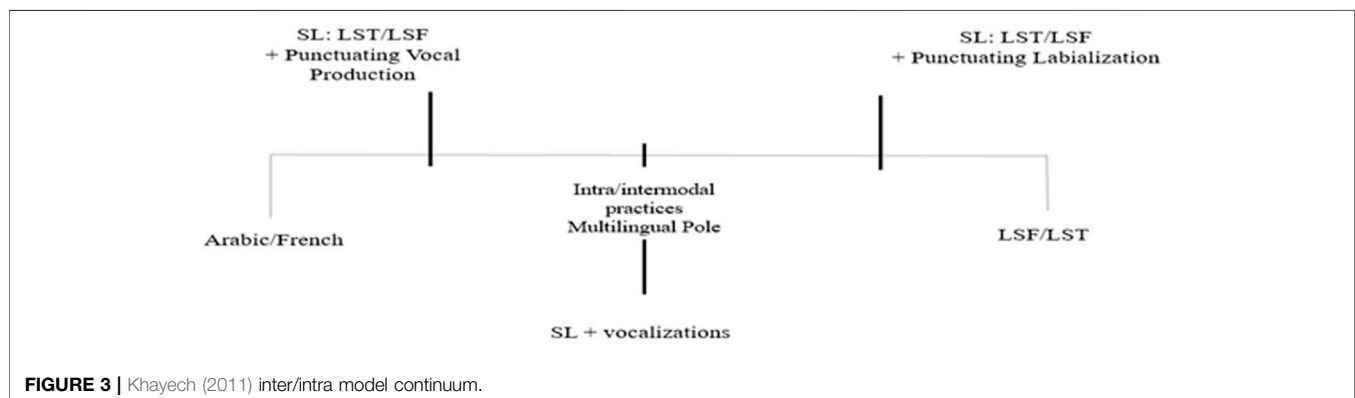 SL: LST/LSF
+ Punctuating Vocal
Production
SL: LST/LSF
+ Punctuating Labialization
Intra/intermodal
practices
Multilingual Pole
Arabic/French
LSF/LST
SL + vocalizations
FIGURE 3 | Khayech (2011) inter/intra model continuum.